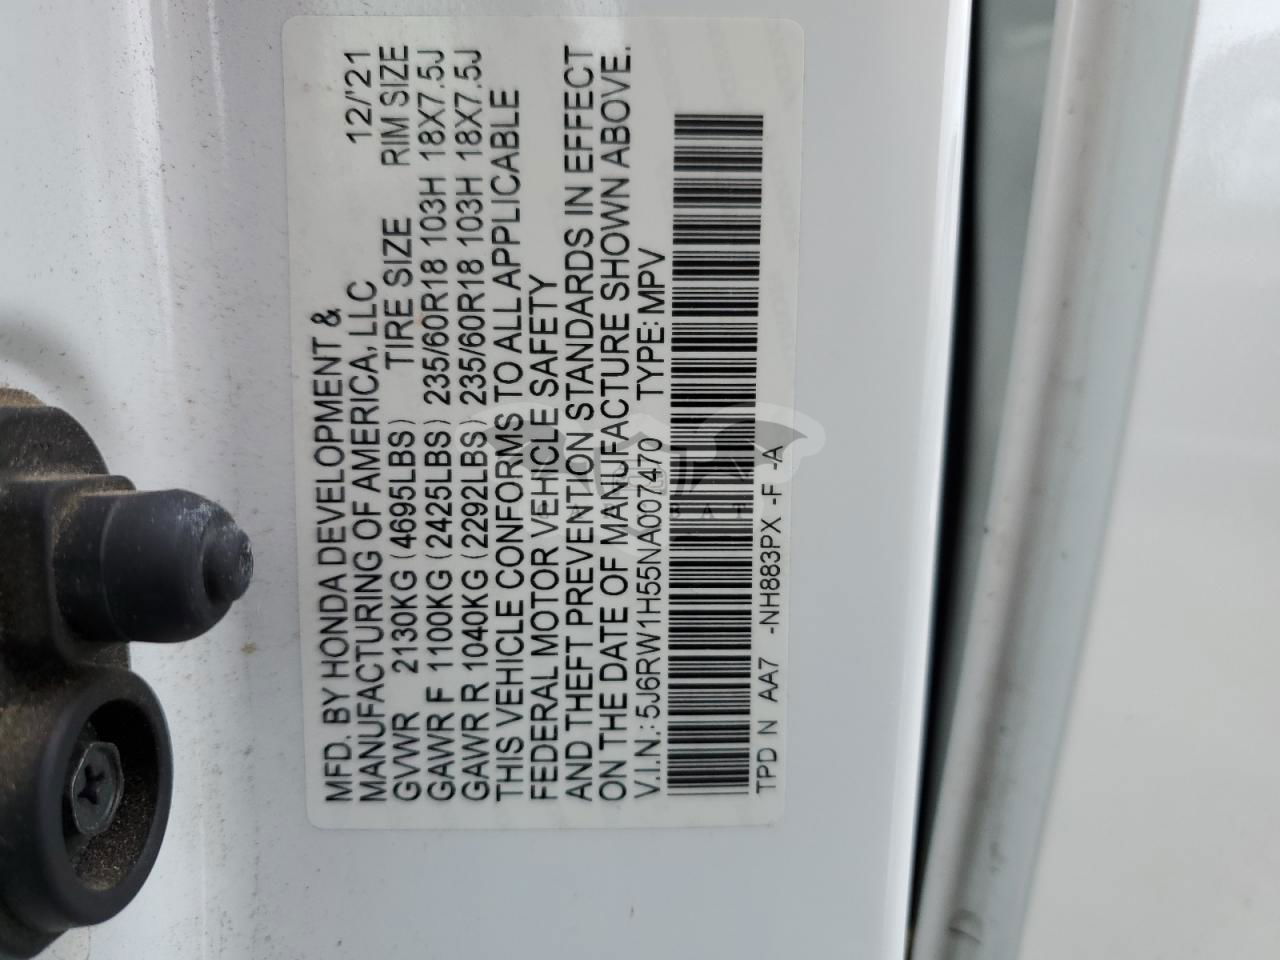 MFD. BY HONDA DEVELOPMENT &
MANUFACTURING OF AMERICA, LLC 12/'21
GVWR 2130KG (4695LBS) TIRE SIZE RIM SIZE
GAWR F 1100KG (2425LBS) 235/60R18 103H 18X7.5J
GAWR R 1040KG (2292LBS) 235/60R18 103H 18X7.5J
THIS VEHICLE CONFORMS TO ALL APPLICABLE
FEDERAL MOTOR VEHICLE SAFETY
AND THEFT PREVENTION STANDARDS IN EFFECT
ON THE DATE OF MANUFACTURE SHOWN ABOVE.
V.I.N.: 5J6RW1H55NA007470 TYPE: MPV
TPD N AA7 -NH883PX -F -A